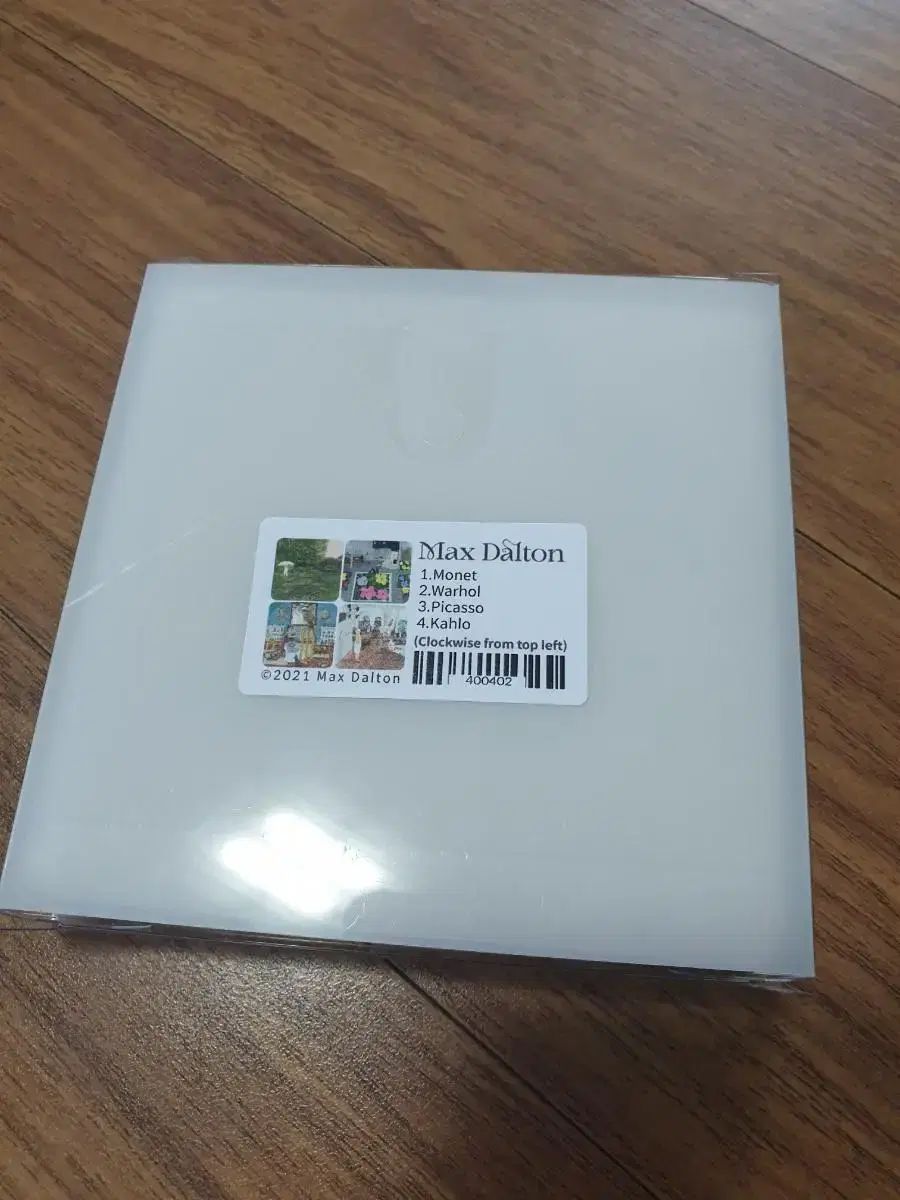 Max Dalton
1.Monet
2.Warhol
3.Picasso
4.Kahlo
(Clockwise from top left)
©2021 Max Dalton
400402